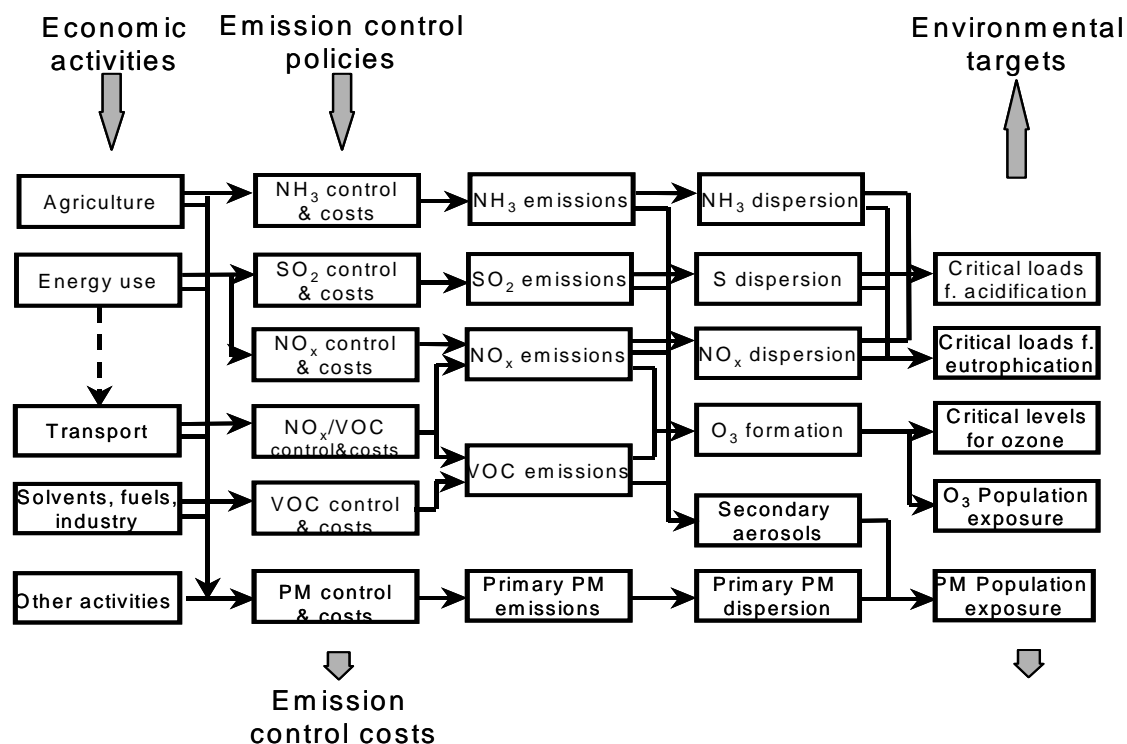 Economic
activities
Emission control
policies
Environmental
targets
Agriculture
NH₃ control
& costs
NH₃ emissions
NH₃ dispersion
Energy use
SO₂ control
& costs
SO₂ emissions
S dispersion
Critical loads
f. acidification
NOₓ control
& costs
NOₓ emissions
NOₓ dispersion
Critical loads f.
eutrophication
Transport
NOₓ/VOC
control&costs
O₃ formation
Critical levels
for ozone
Solvents, fuels,
industry
VOC control
& costs
VOC emissions
Secondary
aerosols
O₃ Population
exposure
Other activities
PM control
& costs
Primary PM
emissions
Primary PM
dispersion
PM Population
exposure
Emission
control costs